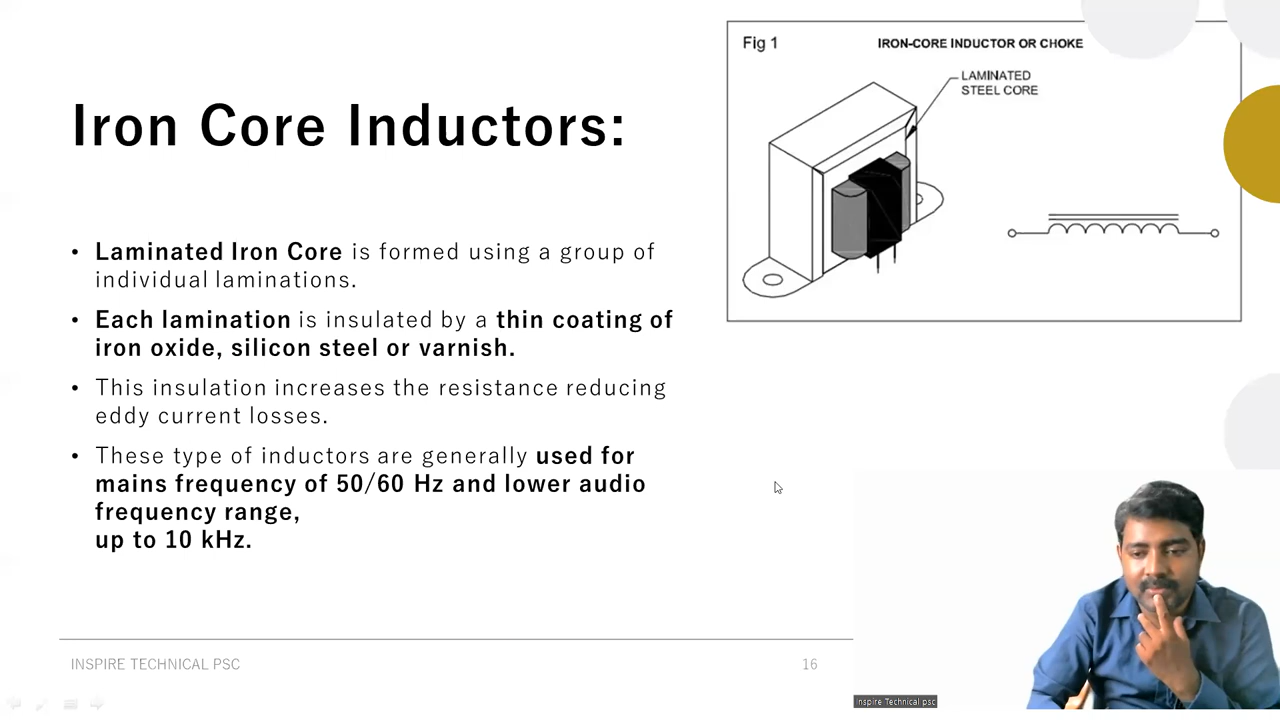 Iron Core Inductors:
• Laminated Iron Core is formed using a group of
individual laminations.
• Each lamination is insulated by a thin coating of
iron oxide, silicon steel or varnish.
• This insulation increases the resistance reducing
eddy current losses.
• These type of inductors are generally used for
mains frequency of 50/60 Hz and lower audio
frequency range,
up to 10 kHz.
Fig 1
IRON-CORE INDUCTOR OR CHOKE
LAMINATED
STEEL CORE
INSPIRE TECHNICAL PSC
16
Inspire Technical psc